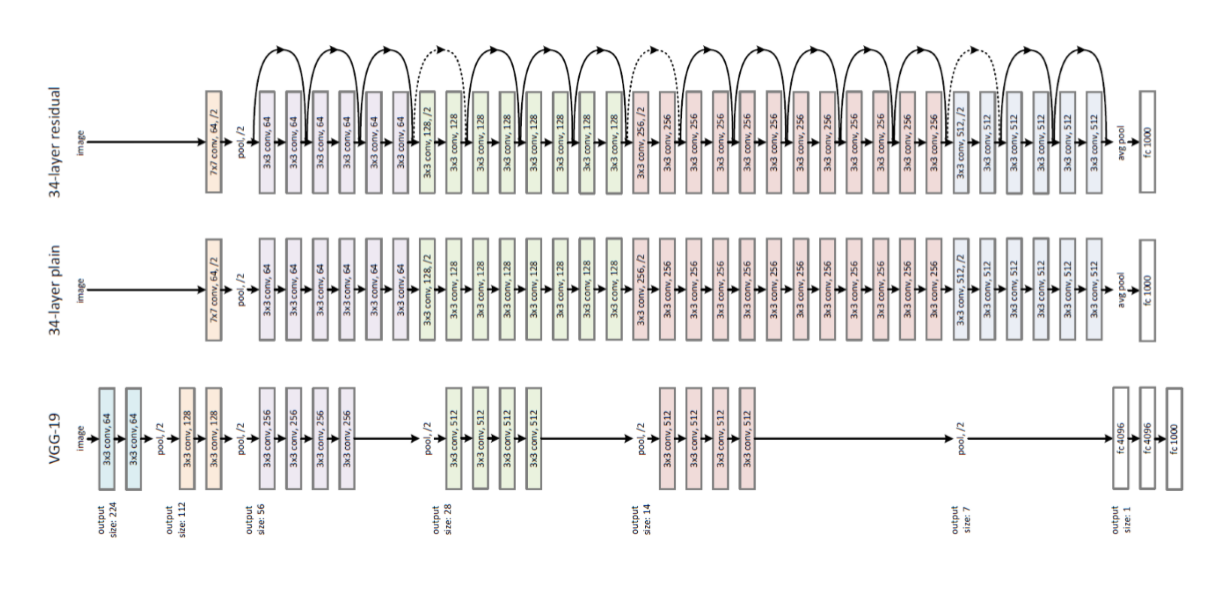 34-layer residual
image
7x7 conv, 64, /2
pool, /2
3x3 conv, 64
3x3 conv, 64
3x3 conv, 64
3x3 conv, 64
3x3 conv, 64
3x3 conv, 64
3x3 conv, 128, /2
3x3 conv, 128
3x3 conv, 128
3x3 conv, 128
3x3 conv, 128
3x3 conv, 128
3x3 conv, 128
3x3 conv, 128
3x3 conv, 256, /2
3x3 conv, 256
3x3 conv, 256
3x3 conv, 256
3x3 conv, 256
3x3 conv, 256
3x3 conv, 256
3x3 conv, 256
3x3 conv, 256
3x3 conv, 256
3x3 conv, 256
3x3 conv, 256
3x3 conv, 512, /2
3x3 conv, 512
3x3 conv, 512
3x3 conv, 512
3x3 conv, 512
3x3 conv, 512
avg pool
fc 1000
34-layer plain
image
7x7 conv, 64, /2
pool, /2
3x3 conv, 64
3x3 conv, 64
3x3 conv, 64
3x3 conv, 64
3x3 conv, 64
3x3 conv, 64
3x3 conv, 128, /2
3x3 conv, 128
3x3 conv, 128
3x3 conv, 128
3x3 conv, 128
3x3 conv, 128
3x3 conv, 128
3x3 conv, 128
3x3 conv, 256, /2
3x3 conv, 256
3x3 conv, 256
3x3 conv, 256
3x3 conv, 256
3x3 conv, 256
3x3 conv, 256
3x3 conv, 256
3x3 conv, 256
3x3 conv, 256
3x3 conv, 256
3x3 conv, 256
3x3 conv, 512, /2
3x3 conv, 512
3x3 conv, 512
3x3 conv, 512
3x3 conv, 512
3x3 conv, 512
avg pool
fc 1000
VGG-19
image
3x3 conv, 64
3x3 conv, 64
pool, /2
3x3 conv, 128
3x3 conv, 128
pool, /2
3x3 conv, 256
3x3 conv, 256
3x3 conv, 256
3x3 conv, 256
pool, /2
3x3 conv, 512
3x3 conv, 512
3x3 conv, 512
3x3 conv, 512
pool, /2
3x3 conv, 512
3x3 conv, 512
3x3 conv, 512
3x3 conv, 512
pool, /2
fc 4096
fc 4096
fc 1000
output
size: 224
output
size: 112
output
size: 56
output
size: 28
output
size: 14
output
size: 7
output
size: 1